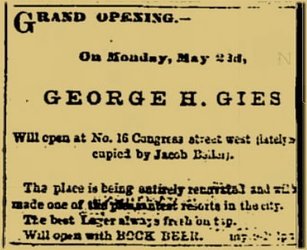 GRAND OPENING.—
On Monday, May 23d,
GEORGE H. GIES
Will open at No. 16 Congress street west (lately
cupied by Jacob
The place is being entirely renovated and will
made one of the pleasantest resorts in the city.
The best Lager always fresh on tap.
Will open with BOCK BEER.